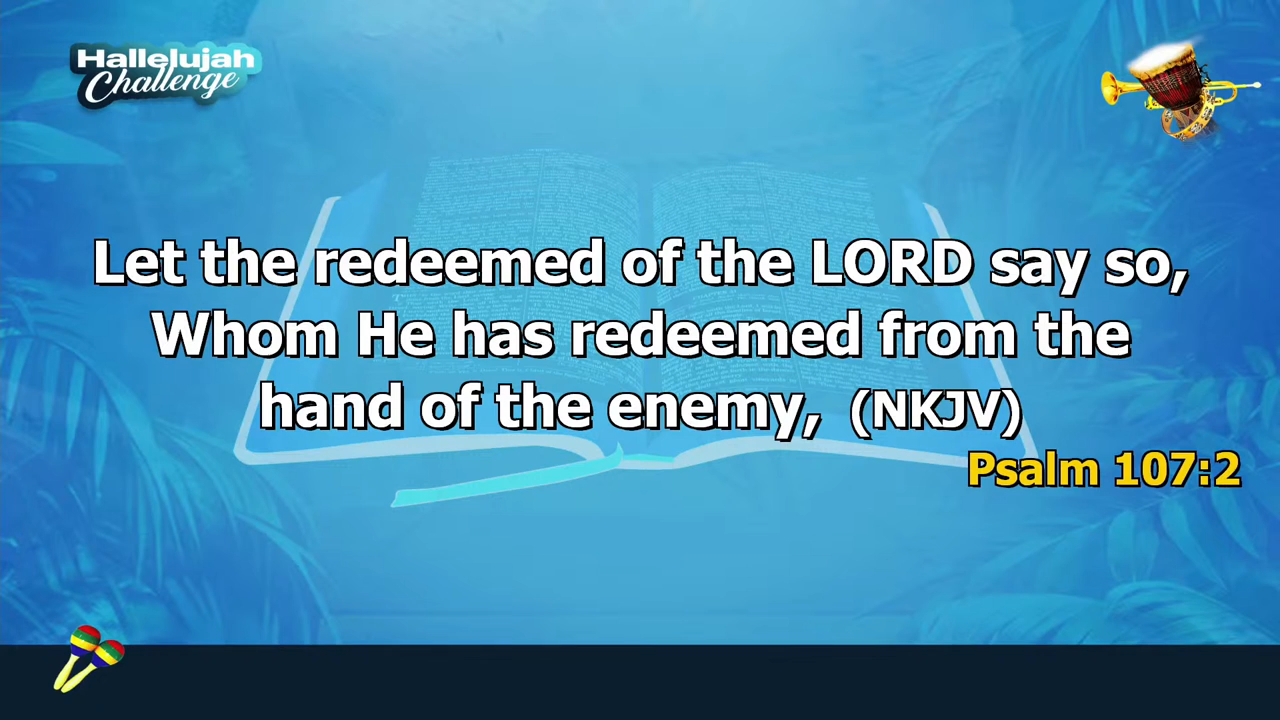 Hallelujah
Challenge
Let the redeemed of the LORD say so,
Whom He has redeemed from the
hand of the enemy, (NKJV)
Psalm 107:2